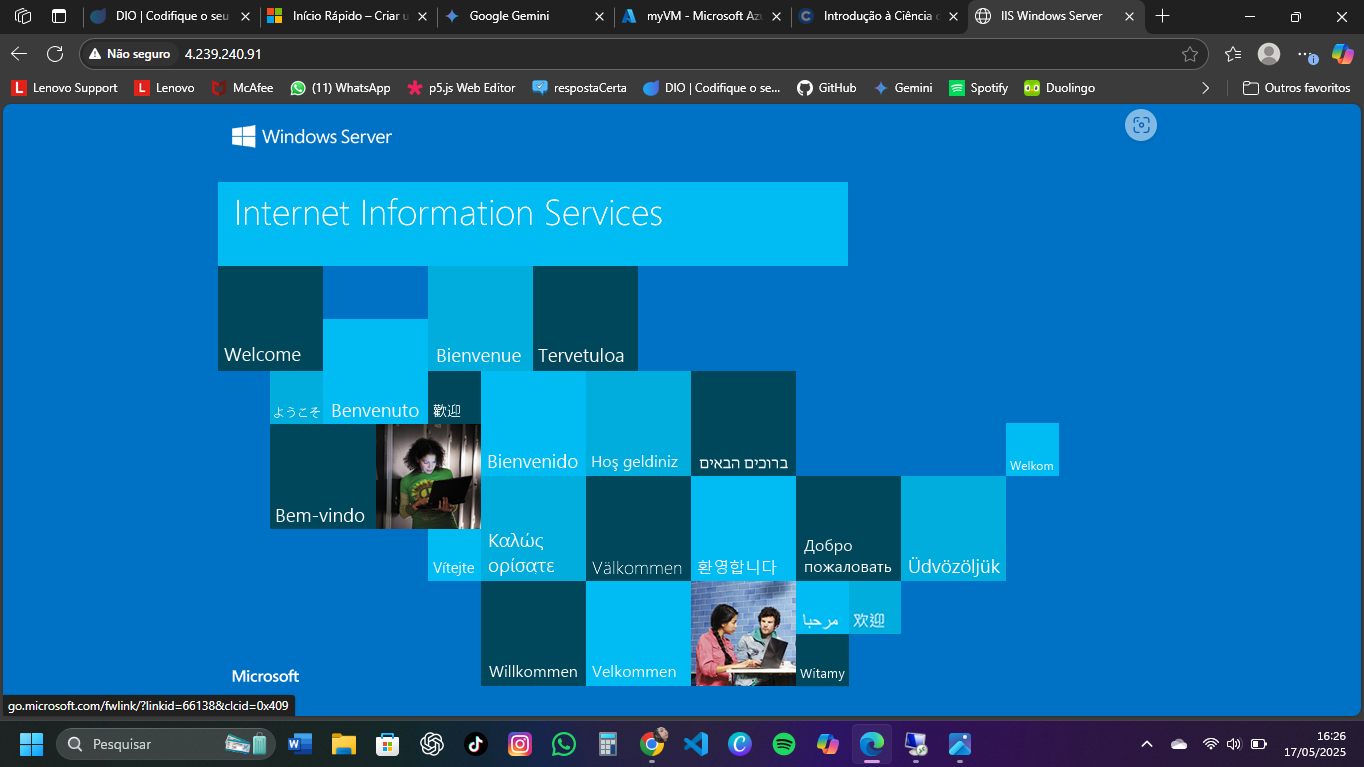 DIO | Codifique o seu
Início Rápido – Criar u
Google Gemini
myVM - Microsoft Azu
Introdução à Ciência d
IIS Windows Server
Não seguro
4.239.240.91
Lenovo Support
Lenovo
McAfee
(11) WhatsApp
p5.js Web Editor
respostaCerta
DIO | Codifique o se...
GitHub
Gemini
Spotify
Duolingo
Outros favoritos
Windows Server
Internet Information Services
Welcome
Bienvenue
Tervetuloa
ようこそ
Benvenuto
歡迎
Bienvenido
Hoş geldiniz
ברוכים הבאים
Welkom
Bem-vindo
Vítejte
Καλώς
ορίσατε
Välkommen
환영합니다
Добро
пожаловать
Üdvözöljük
Willkommen
Velkommen
مرحبا
欢迎
Witamy
Microsoft
go.microsoft.com/fwlink/?linkid=66138&clcid=0x409
Pesquisar
16:26
17/05/2025